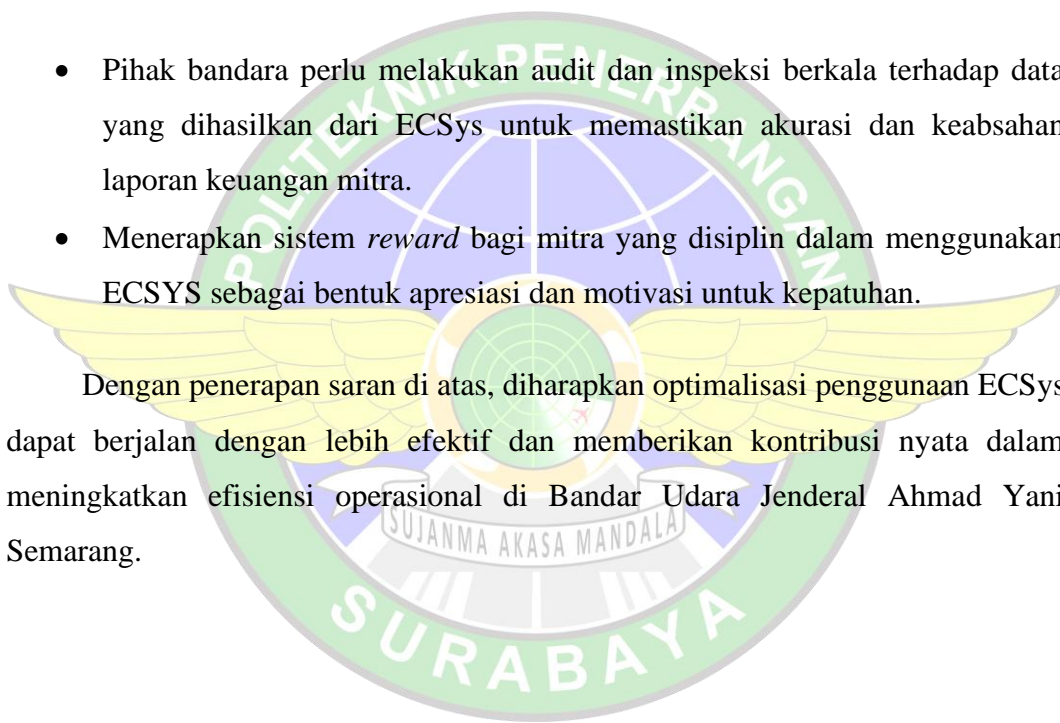 • Pihak bandara perlu melakukan audit dan inspeksi berkala terhadap data
yang dihasilkan dari ECSys untuk memastikan akurasi dan keabsahan
laporan keuangan mitra.
• Menerapkan sistem reward bagi mitra yang disiplin dalam menggunakan
ECSYS sebagai bentuk apresiasi dan motivasi untuk kepatuhan.
Dengan penerapan saran di atas, diharapkan optimalisasi penggunaan ECSys
dapat berjalan dengan lebih efektif dan memberikan kontribusi nyata dalam
meningkatkan efisiensi operasional di Bandar Udara Jenderal Ahmad Yani
Semarang.
POLITEKNIK PENERBANGAN
SUJANMA AKASA MANDALA
SURABAYA